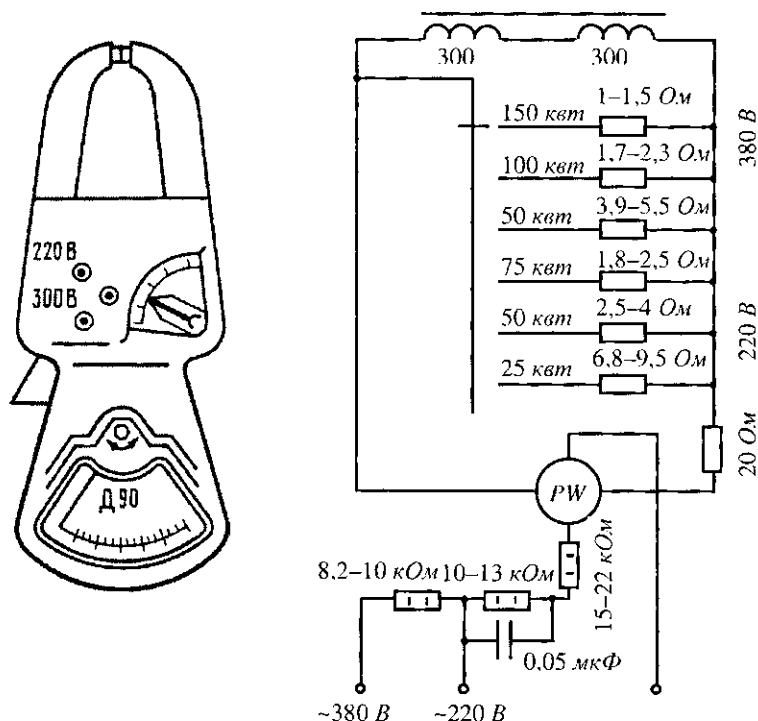 220 В
300 В
Д 90
300
300
1–1,5 Ом
150 квт
1,7–2,3 Ом
100 квт
3,9–5,5 Ом
50 квт
1,8–2,5 Ом
75 квт
2,5–4 Ом
50 квт
6,8–9,5 Ом
25 квт
380 В
220 В
20 Ом
PW
15–22 кОм
8,2–10 кОм
10–13 кОм
0,05 мкФ
~380 В
~220 В